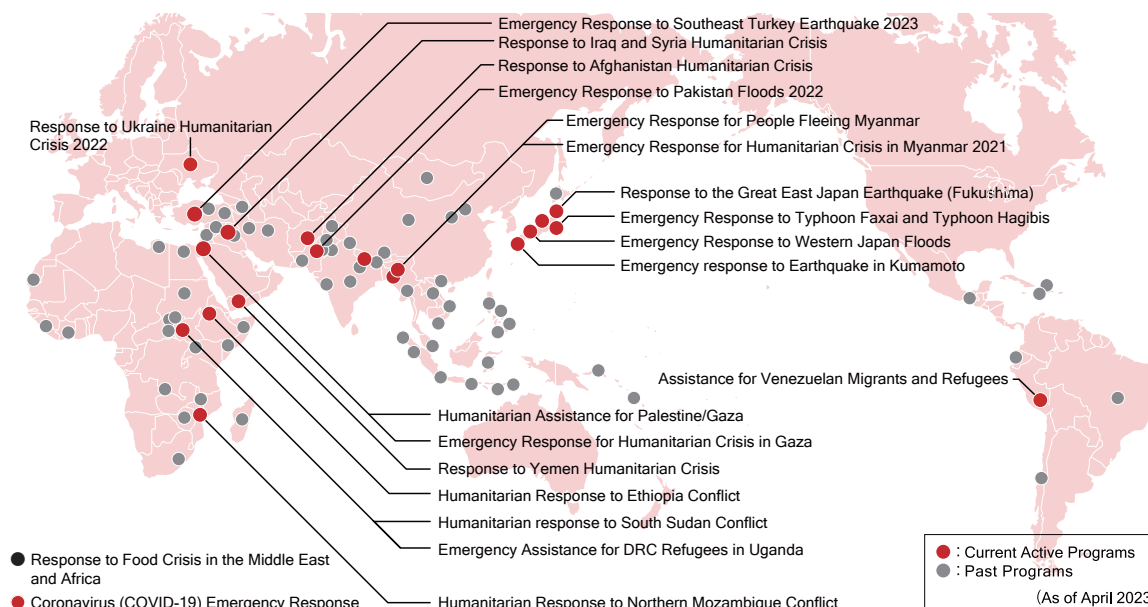 Emergency Response to Southeast Turkey Earthquake 2023
Response to Iraq and Syria Humanitarian Crisis
Response to Afghanistan Humanitarian Crisis
Emergency Response to Pakistan Floods 2022
Emergency Response for People Fleeing Myanmar
Emergency Response for Humanitarian Crisis in Myanmar 2021
Response to Ukraine Humanitarian
Crisis 2022
Response to the Great East Japan Earthquake (Fukushima)
Emergency Response to Typhoon Faxai and Typhoon Hagibis
Emergency Response to Western Japan Floods
Emergency response to Earthquake in Kumamoto
Assistance for Venezuelan Migrants and Refugees
Humanitarian Assistance for Palestine/Gaza
Emergency Response for Humanitarian Crisis in Gaza
Response to Yemen Humanitarian Crisis
Humanitarian Response to Ethiopia Conflict
Humanitarian response to South Sudan Conflict
Emergency Assistance for DRC Refugees in Uganda
Humanitarian Response to Northern Mozambique Conflict
Response to Food Crisis in the Middle East
and Africa
Coronavirus (COVID-19) Emergency Response
: Current Active Programs
: Past Programs
(As of April 2023